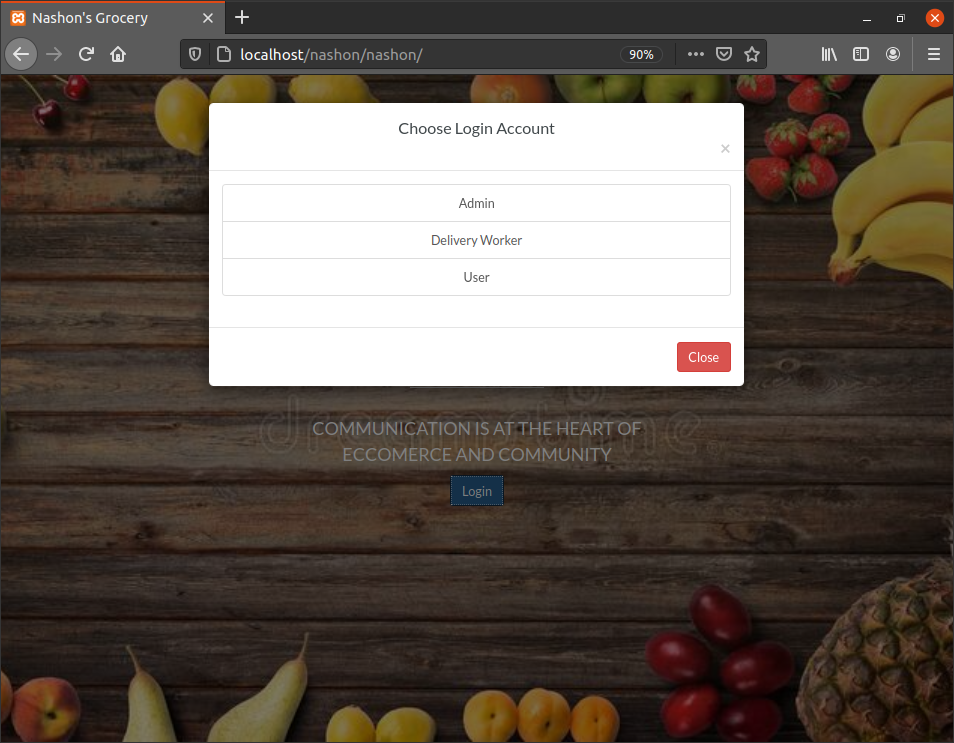 Nashon's Grocery
localhost/nashon/nashon/
90%
Choose Login Account
×
Admin
Delivery Worker
User
Close
dreamstime
COMMUNICATION IS AT THE HEART OF
ECCOMERCE AND COMMUNITY
Login